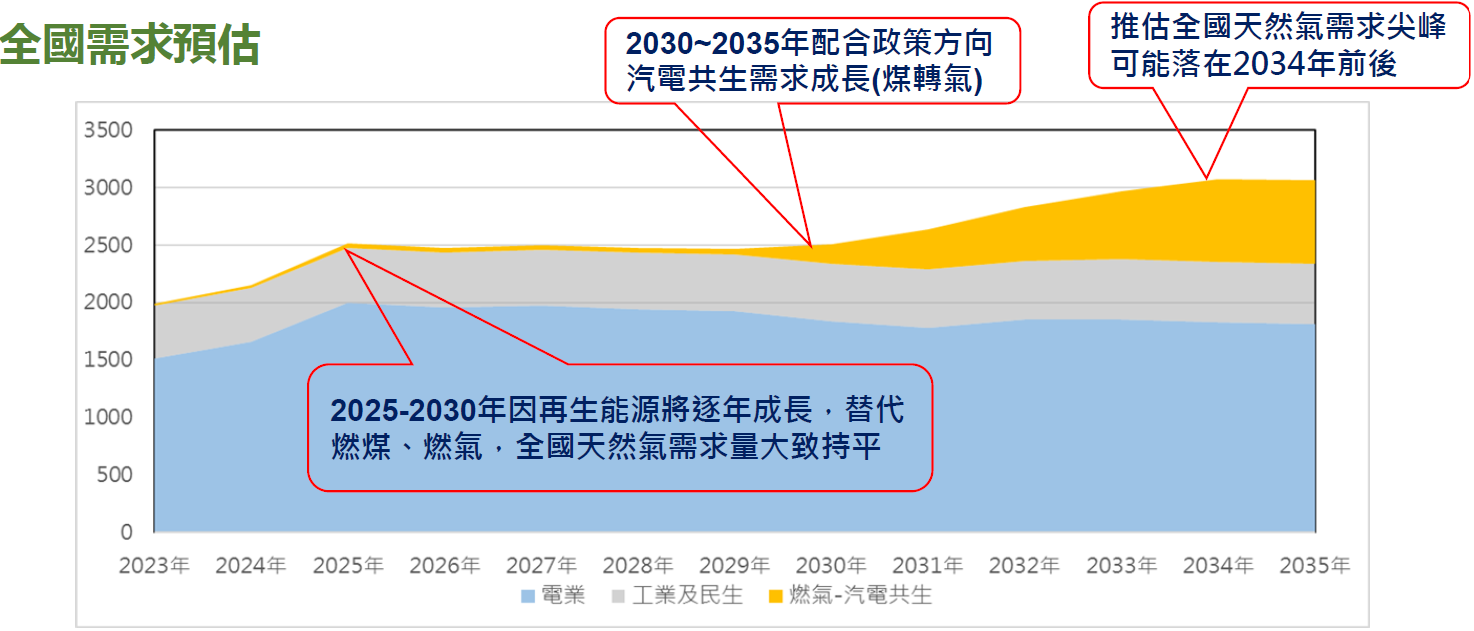 全國需求預估
2030~2035年配合政策方向
汽電共生需求成長(煤轉氣)
推估全國天然氣需求尖峰
可能落在2034年前後
3500
3000
2500
2000
1500
1000
500
0
2025-2030年因再生能源將逐年成長，替代
燃煤、燃氣，全國天然氣需求量大致持平
2023年 2024年 2025年 2026年 2027年 2028年 2029年 2030年 2031年 2032年 2033年 2034年 2035年
電業 工業及民生 燃氣-汽電共生